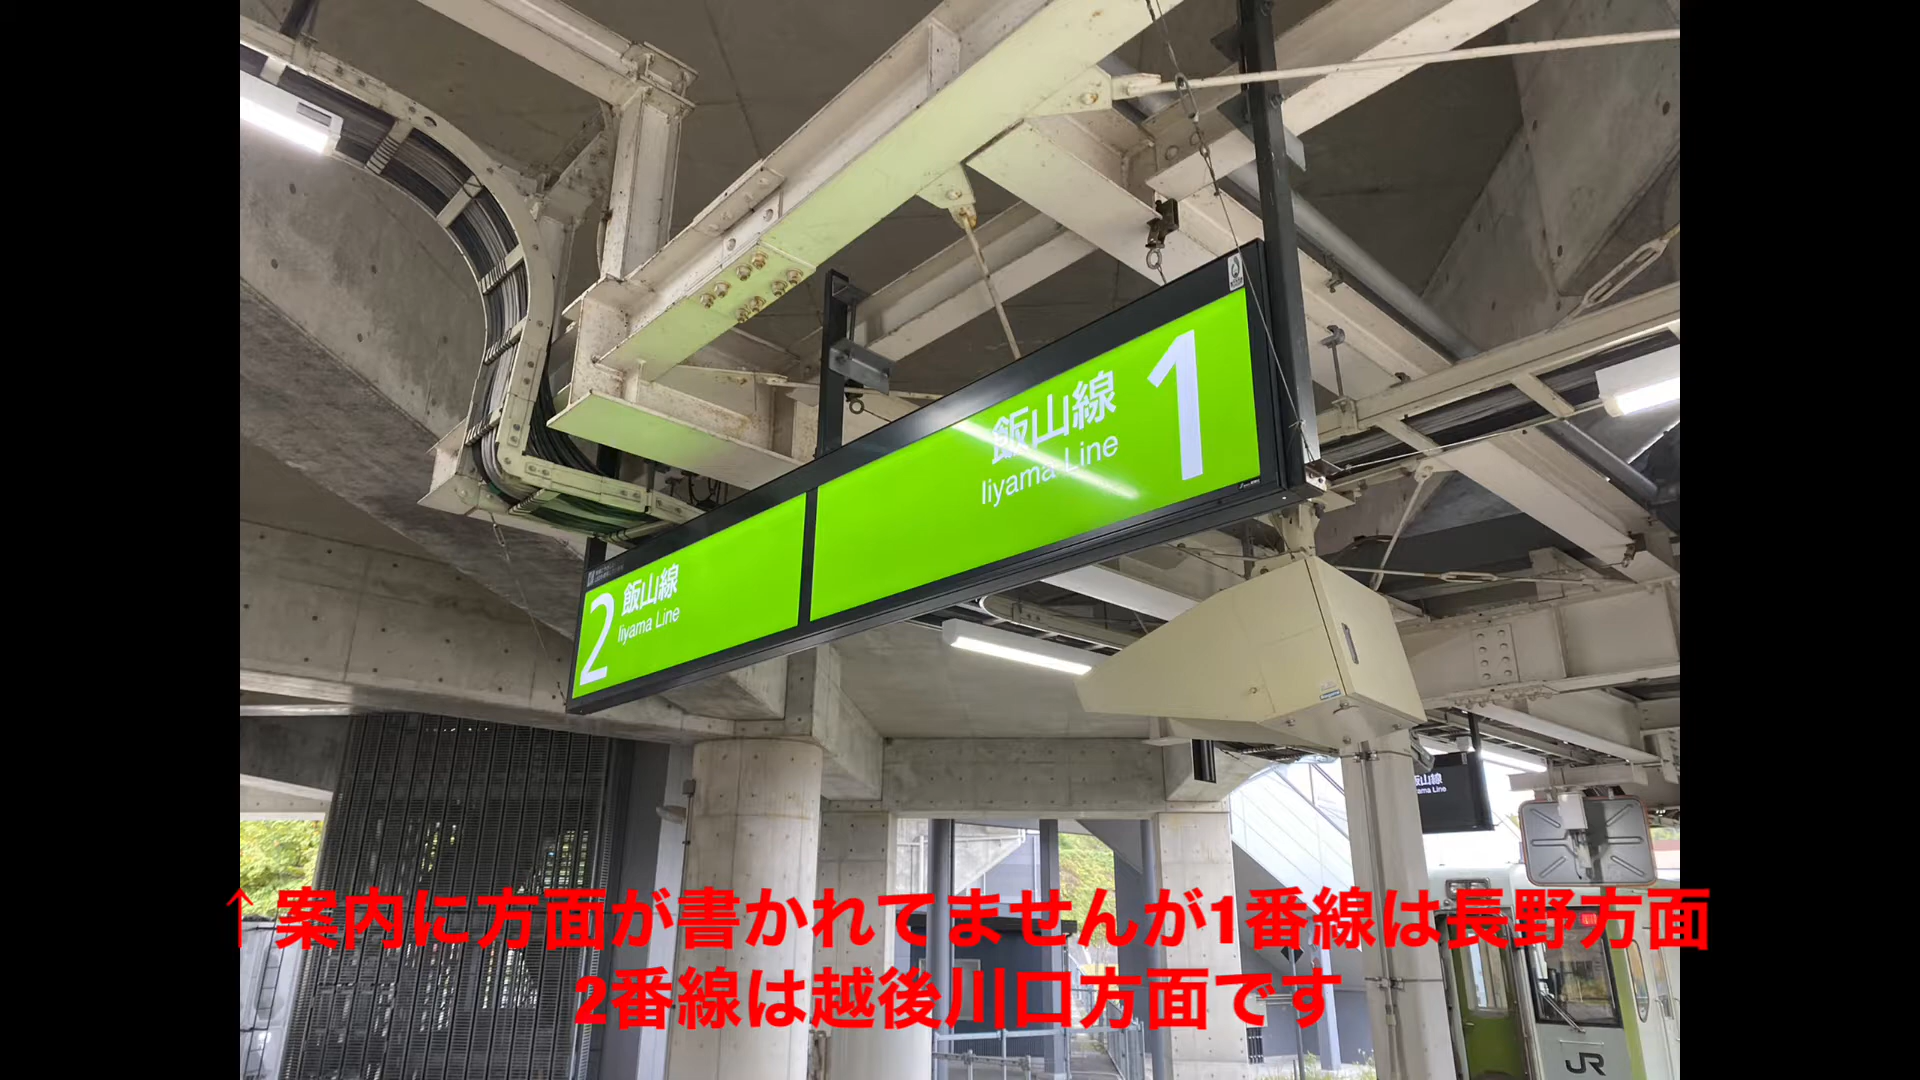 飯山線
Iiyama Line
1
2
飯山線
Iiyama Line
飯山線
ama Line
↑案内に方面が書かれてませんが1番線は長野方面
2番線は越後川口方面です
JR